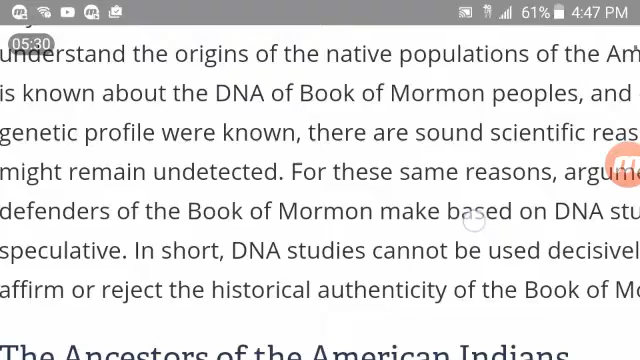 61% 4:47 PM
05:30
understand the origins of the native populations of the Am
is known about the DNA of Book of Mormon peoples, and
genetic profile were known, there are sound scientific reas
might remain undetected. For these same reasons, argume
defenders of the Book of Mormon make based on DNA stu
speculative. In short, DNA studies cannot be used decisivel
affirm or reject the historical authenticity of the Book of Mo
The Ancestors of the American Indians